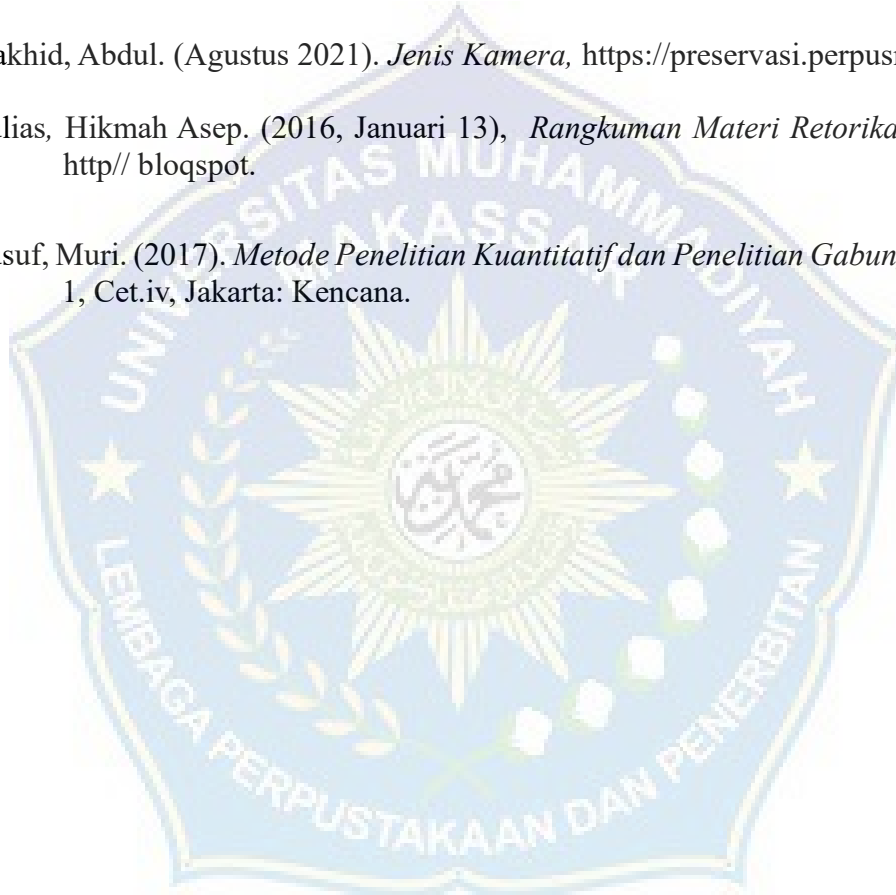 akhid, Abdul. (Agustus 2021). Jenis Kamera, https://preservasi.perpus
lias, Hikmah Asep. (2016, Januari 13), Rangkuman Materi Retorika
http// bloqspot.
suf, Muri. (2017). Metode Penelitian Kuantitatif dan Penelitian Gabun
1, Cet.iv, Jakarta: Kencana.
UNIVERSITAS MUHAMMADIYAH
MAKASSAR
محمد
LEMBAGA PERPUSTAKAAN DAN PENERBITAN